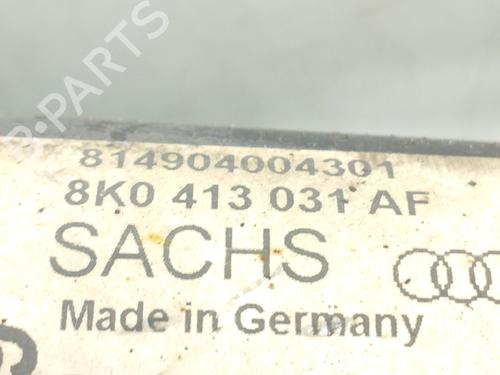 B-PARTS
814904004301
8K0 413 031 AF
SACHS
Made in Germany